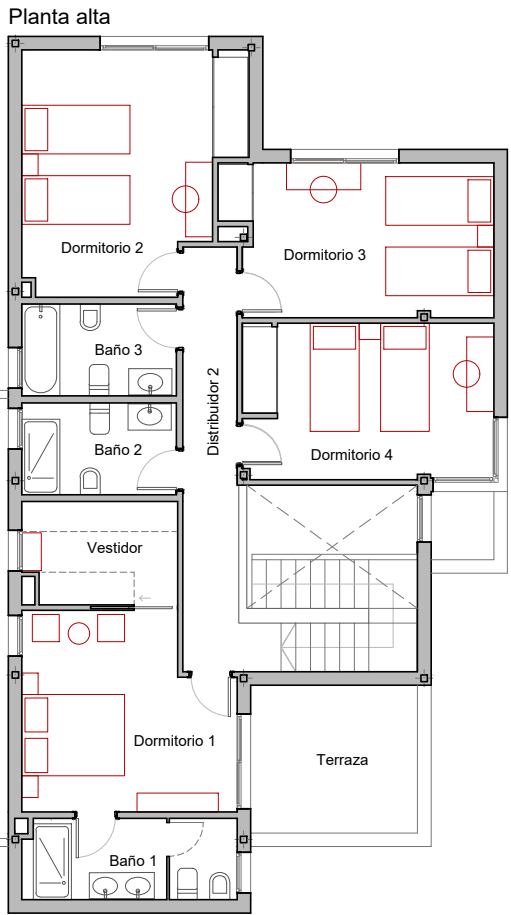 Planta alta
Dormitorio 2
Dormitorio 3
Baño 3
Distribuidor 2
Baño 2
Dormitorio 4
Vestidor
Dormitorio 1
Terraza
Baño 1